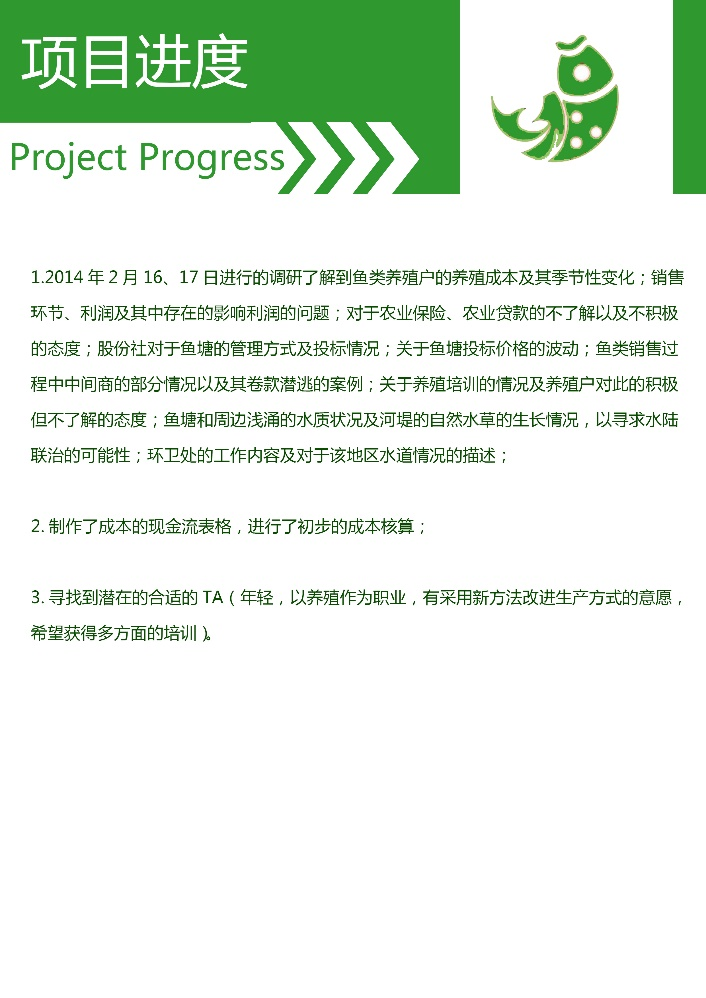 项目进度
Project Progress
1.2014 年 2 月 16、17 日进行的调研了解到鱼类养殖户的养殖成本及其季节性变化；销售
环节、利润及其中存在的影响利润的问题；对于农业保险、农业贷款的不了解以及不积极
的态度；股份社对于鱼塘的管理方式及投标情况；关于鱼塘投标价格的波动；鱼类销售过
程中中间商的部分情况以及其卷款潜逃的案例；关于养殖培训的情况及养殖户对此的积极
但不了解的态度；鱼塘和周边浅涌的水质状况及河堤的自然水草的生长情况，以寻求水陆
联治的可能性；环卫处的工作内容及对于该地区水道情况的描述；
2. 制作了成本的现金流表格，进行了初步的成本核算；
3. 寻找到潜在的合适的 TA（年轻，以养殖作为职业，有采用新方法改进生产方式的意愿，
希望获得多方面的培训）。